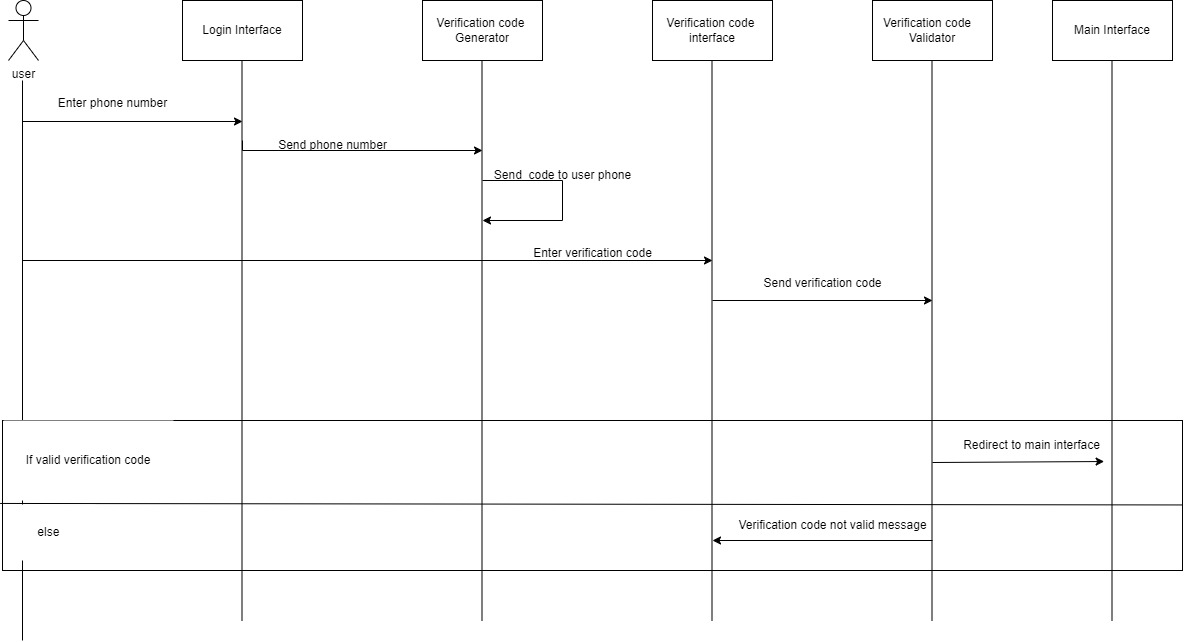 Login Interface
Verification code
Generator
Verification code
interface
Verification code
Validator
Main Interface
user
Enter phone number
Send phone number
Send code to user phone
Enter verification code
Send verification code
Redirect to main interface
If valid verification code
Verification code not valid message
else